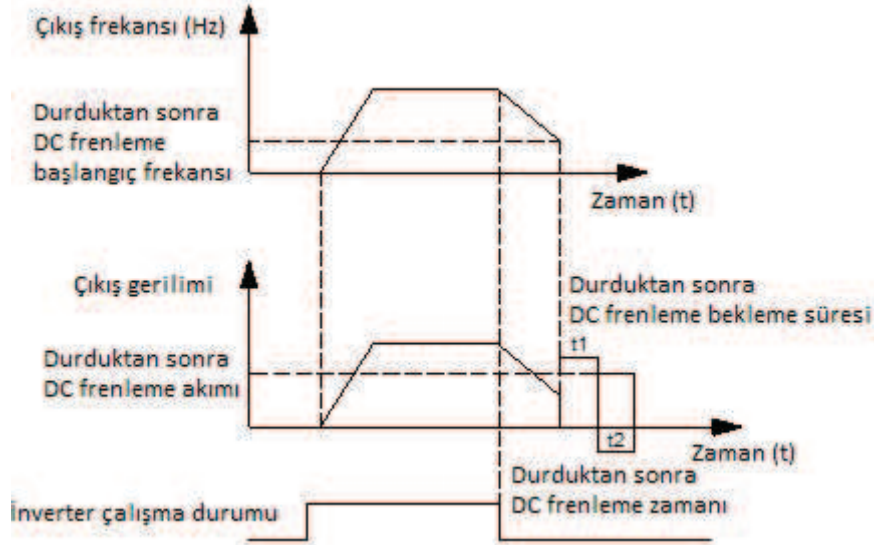 Çıkış frekansı (Hz)
Durduktan sonra
DC frenleme
başlangıç frekansı
Zaman (t)
Çıkış gerilimi
Durduktan sonra
DC frenleme bekleme süresi
t1
Durduktan sonra
DC frenleme akımı
t2
Zaman (t)
Durduktan sonra
DC frenleme zamanı
İnverter çalışma durumu